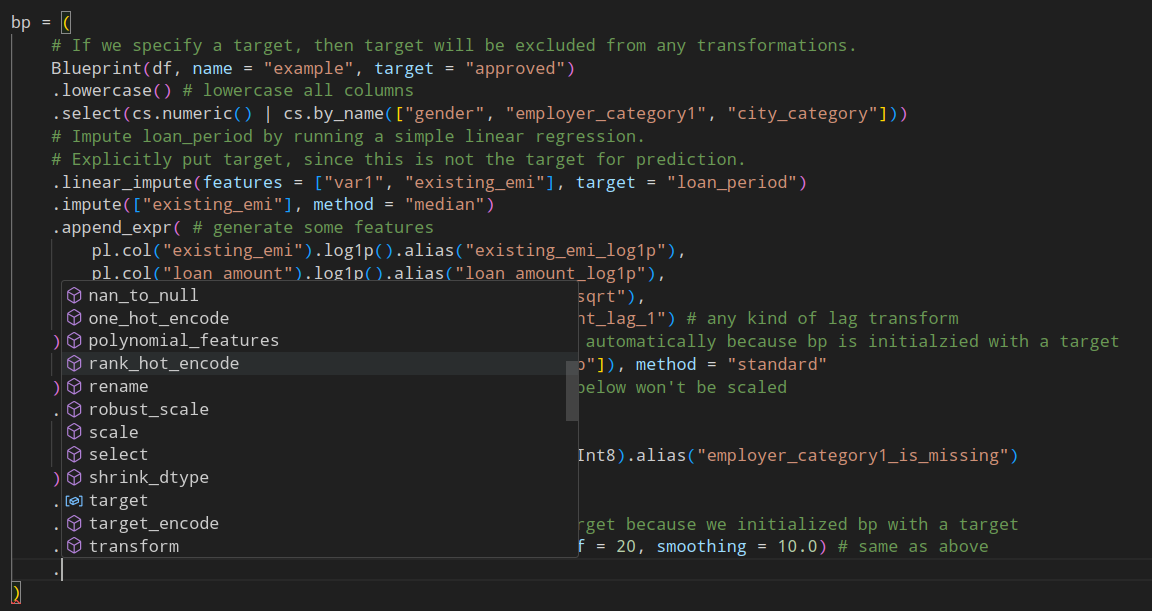 bp = (
# If we specify a target, then target will be excluded from any transformations.
Blueprint(df, name = "example", target = "approved")
.lowercase() # lowercase all columns
.select(cs.numeric() | cs.by_name(["gender", "employer_category1", "city_category"]))
# Impute loan_period by running a simple linear regression.
# Explicitly put target, since this is not the target for prediction.
.linear_impute(features = ["var1", "existing_emi"], target = "loan_period")
.impute(["existing_emi"], method = "median")
.append_expr( # generate some features
pl.col("existing_emi").log1p().alias("existing_emi_log1p"),
pl.col("loan_amount").log1p().alias("loan_amount_log1p"),
nan_to_null sqrt"),
one_hot_encode nt_lag_1") # any kind of lag transform
) polynomial_features automatically because bp is initialzied with a target
rank_hot_encode p"]), method = "standard"
) rename below won't be scaled
. robust_scale
scale
select Int8).alias("employer_category1_is_missing")
) shrink_dtype
. target
. target_encode rget because we initialized bp with a target
. transform f = 20, smoothing = 10.0) # same as above
.
)